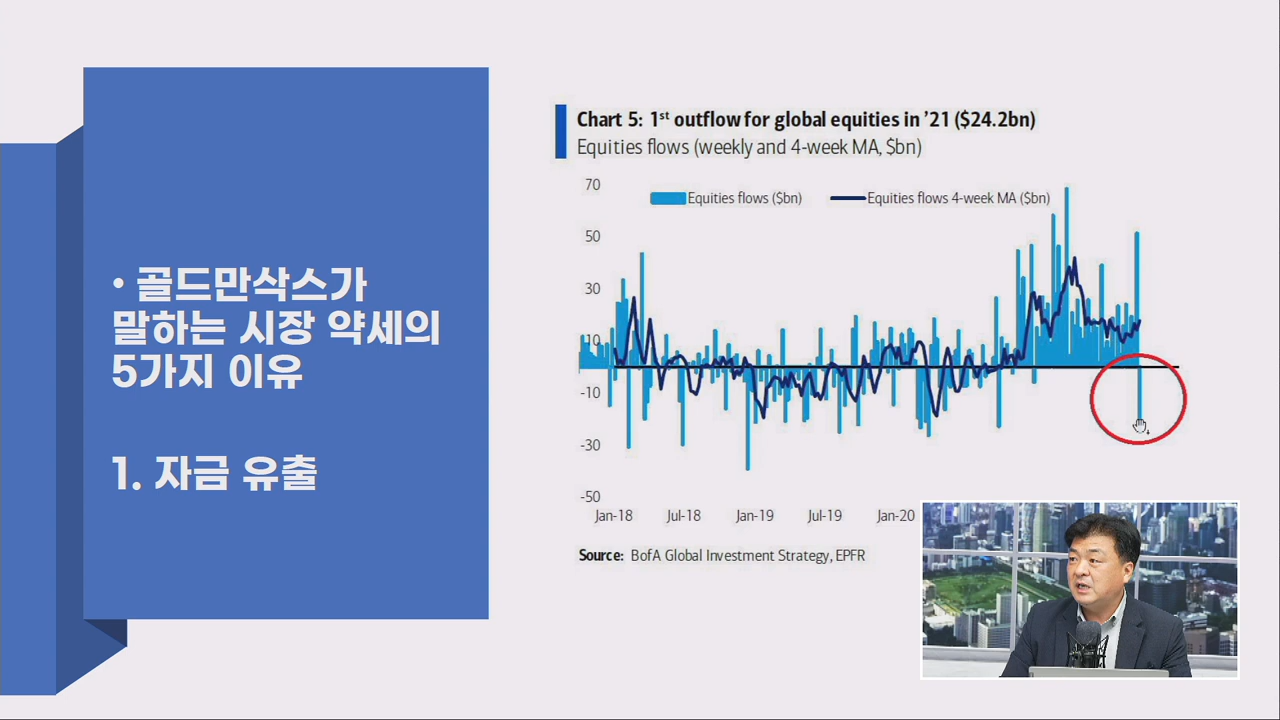 • 골드만삭스가
말하는 시장 약세의
5가지 이유
1. 자금 유출
Chart 5: 1st outflow for global equities in ’21 ($24.2bn)
Equities flows (weekly and 4-week MA, $bn)
Equities flows ($bn)
Equities flows 4-week MA ($bn)
70
50
30
10
-10
-30
-50
Jan-18 Jul-18 Jan-19 Jul-19 Jan-20
Source: BofA Global Investment Strategy, EPFR